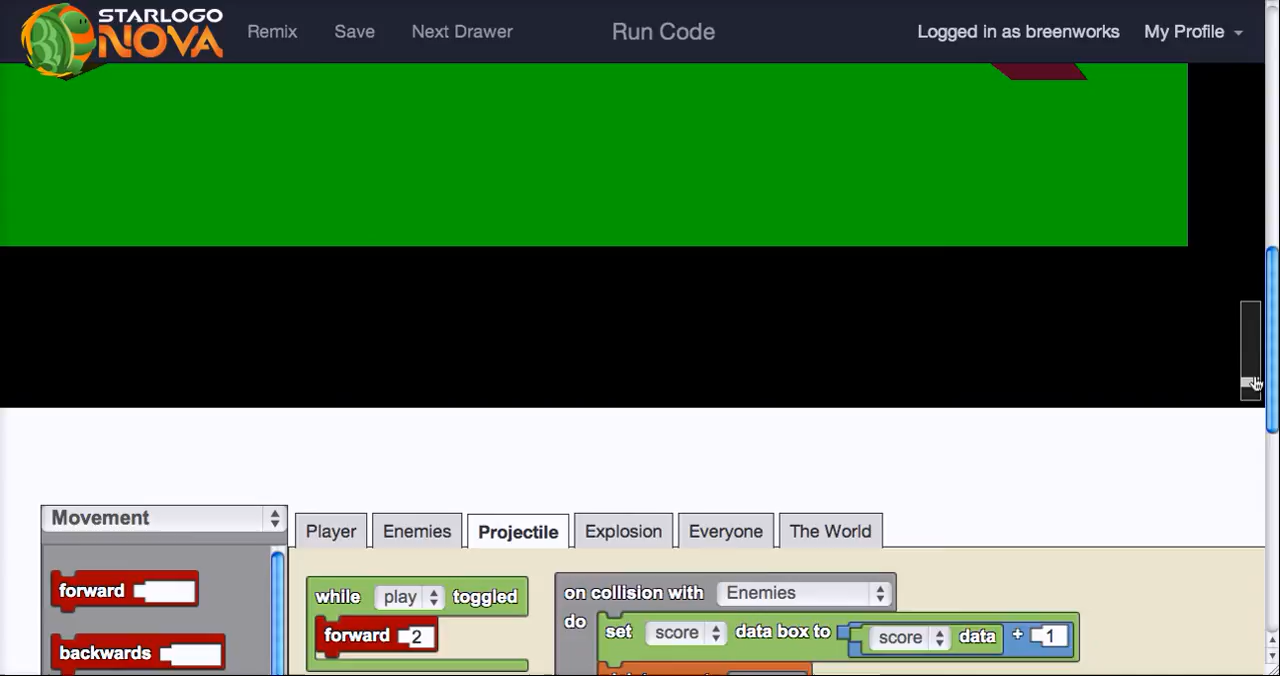 STARLOGO
NOVA
Remix Save Next Drawer Run Code Logged in as breenworks My Profile
Movement Player Enemies Projectile Explosion Everyone The World
forward
backwards
while play toggled
forward 2
on collision with Enemies
do set score data box to score data + 1